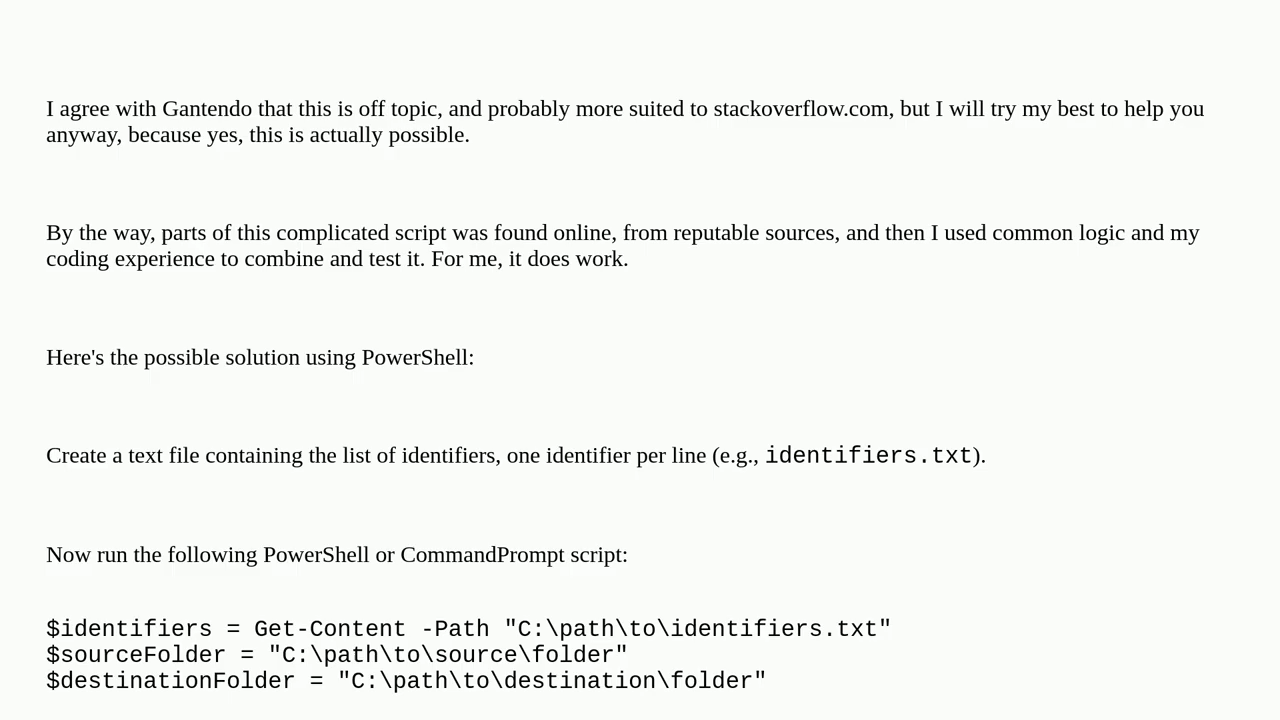 I agree with Gantendo that this is off topic, and probably more suited to stackoverflow.com, but I will try my best to help you
anyway, because yes, this is actually possible.
By the way, parts of this complicated script was found online, from reputable sources, and then I used common logic and my
coding experience to combine and test it. For me, it does work.
Here's the possible solution using PowerShell:
Create a text file containing the list of identifiers, one identifier per line (e.g., identifiers.txt).
Now run the following PowerShell or CommandPrompt script:
$identifiers = Get-Content -Path "C:\path\to\identifiers.txt"
$sourceFolder = "C:\path\to\source\folder"
$destinationFolder = "C:\path\to\destination\folder"